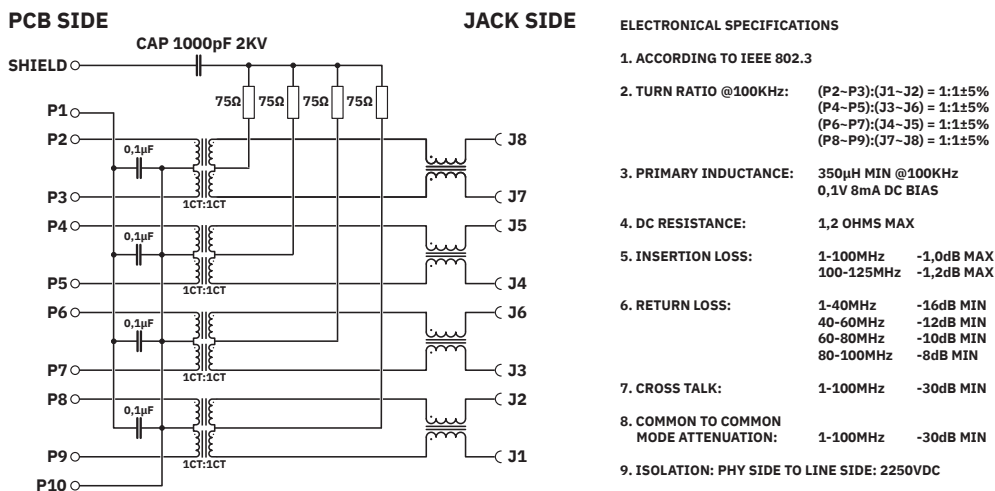 PCB SIDE
JACK SIDE
CAP 1000pF 2KV
SHIELD
75Ω 75Ω 75Ω 75Ω
P1
P2
0,1µF
J8
P3
1CT:1CT
J7
P4
0,1µF
J5
P5
1CT:1CT
J4
P6
0,1µF
J6
P7
1CT:1CT
J3
P8
0,1µF
J2
P9
1CT:1CT
J1
P10
ELECTRONICAL SPECIFICATIONS
1. ACCORDING TO IEEE 802.3
2. TURN RATIO @100KHz: (P2~P3):(J1~J2) = 1:1±5%
(P4~P5):(J3~J6) = 1:1±5%
(P6~P7):(J4~J5) = 1:1±5%
(P8~P9):(J7~J8) = 1:1±5%
3. PRIMARY INDUCTANCE: 350µH MIN @100KHz
0,1V 8mA DC BIAS
4. DC RESISTANCE: 1,2 OHMS MAX
5. INSERTION LOSS: 1-100MHz -1,0dB MAX
100-125MHz -1,2dB MAX
6. RETURN LOSS: 1-40MHz -16dB MIN
40-60MHz -12dB MIN
60-80MHz -10dB MIN
80-100MHz -8dB MIN
7. CROSS TALK: 1-100MHz -30dB MIN
8. COMMON TO COMMON
MODE ATTENUATION: 1-100MHz -30dB MIN
9. ISOLATION: PHY SIDE TO LINE SIDE: 2250VDC